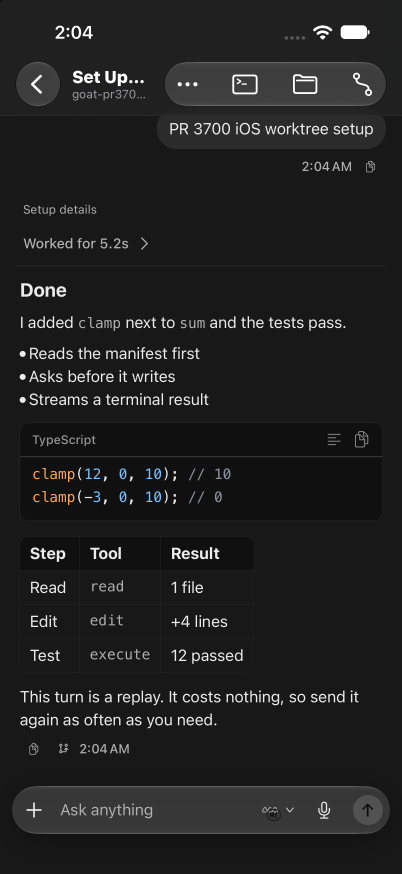 2:04
Set Up...
goat-pr370...
PR 3700 iOS worktree setup
2:04 AM
Setup details
Worked for 5.2s
Done
I added clamp next to sum and the tests pass.
Reads the manifest first
Asks before it writes
Streams a terminal result
TypeScript
clamp(12, 0, 10); // 10
clamp(-3, 0, 10); // 0
Step Tool Result
Read read 1 file
Edit edit +4 lines
Test execute 12 passed
This turn is a replay. It costs nothing, so send it
again as often as you need.
2:04 AM
Ask anything